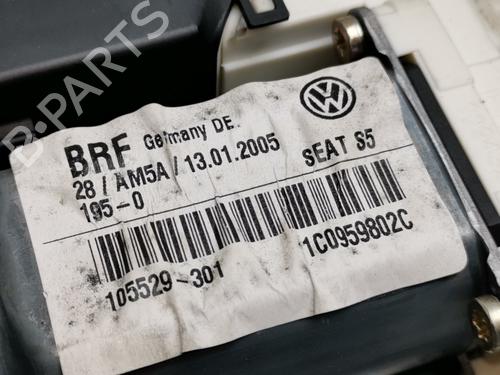 BRF Germany DE.
28 / AM5A / 13.01.2005 SEAT S5
195-0
105529-301 1C0959802C
B-PARTS